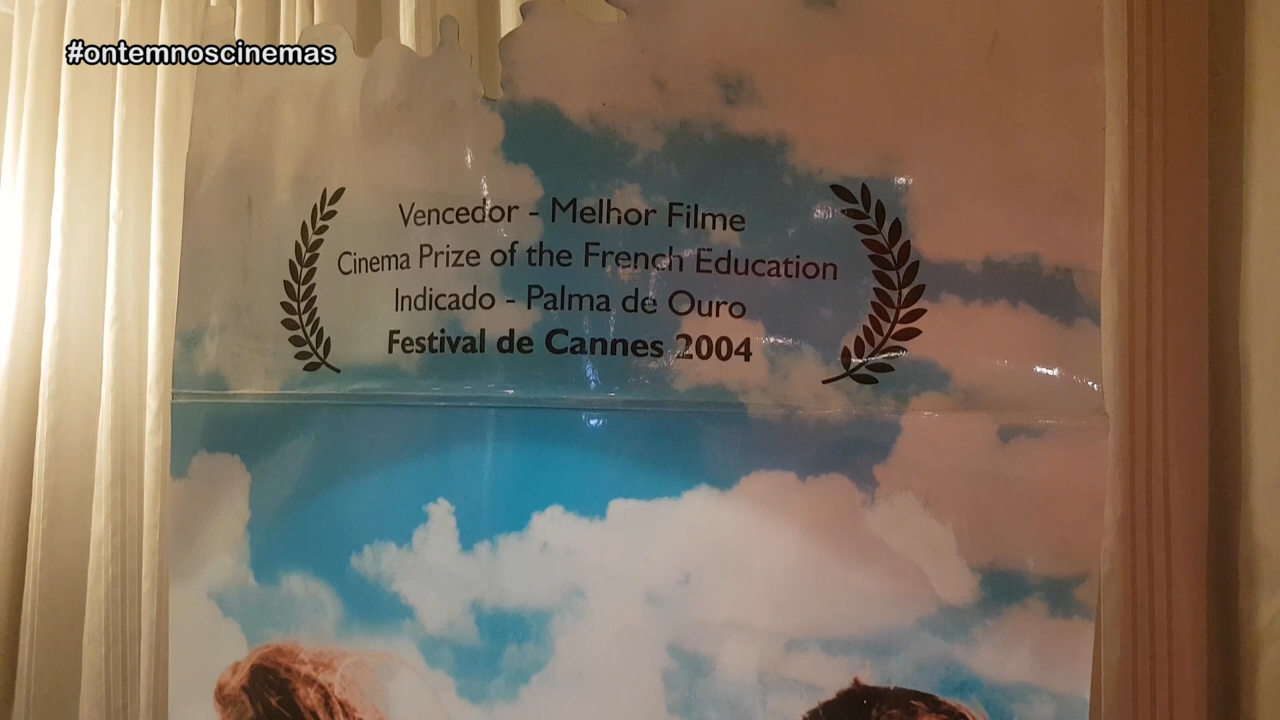 #ontemnoscinemas
Vencedor - Melhor Filme
Cinema Prize of the French Education
Indicado - Palma de Ouro
Festival de Cannes 2004